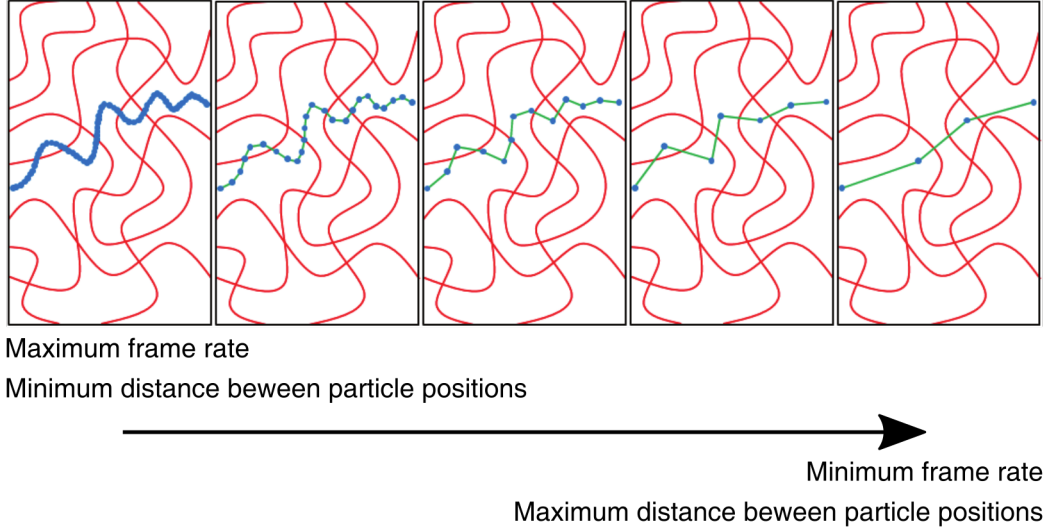 Maximum frame rate
Minimum distance beween particle positions
Minimum frame rate
Maximum distance beween particle positions